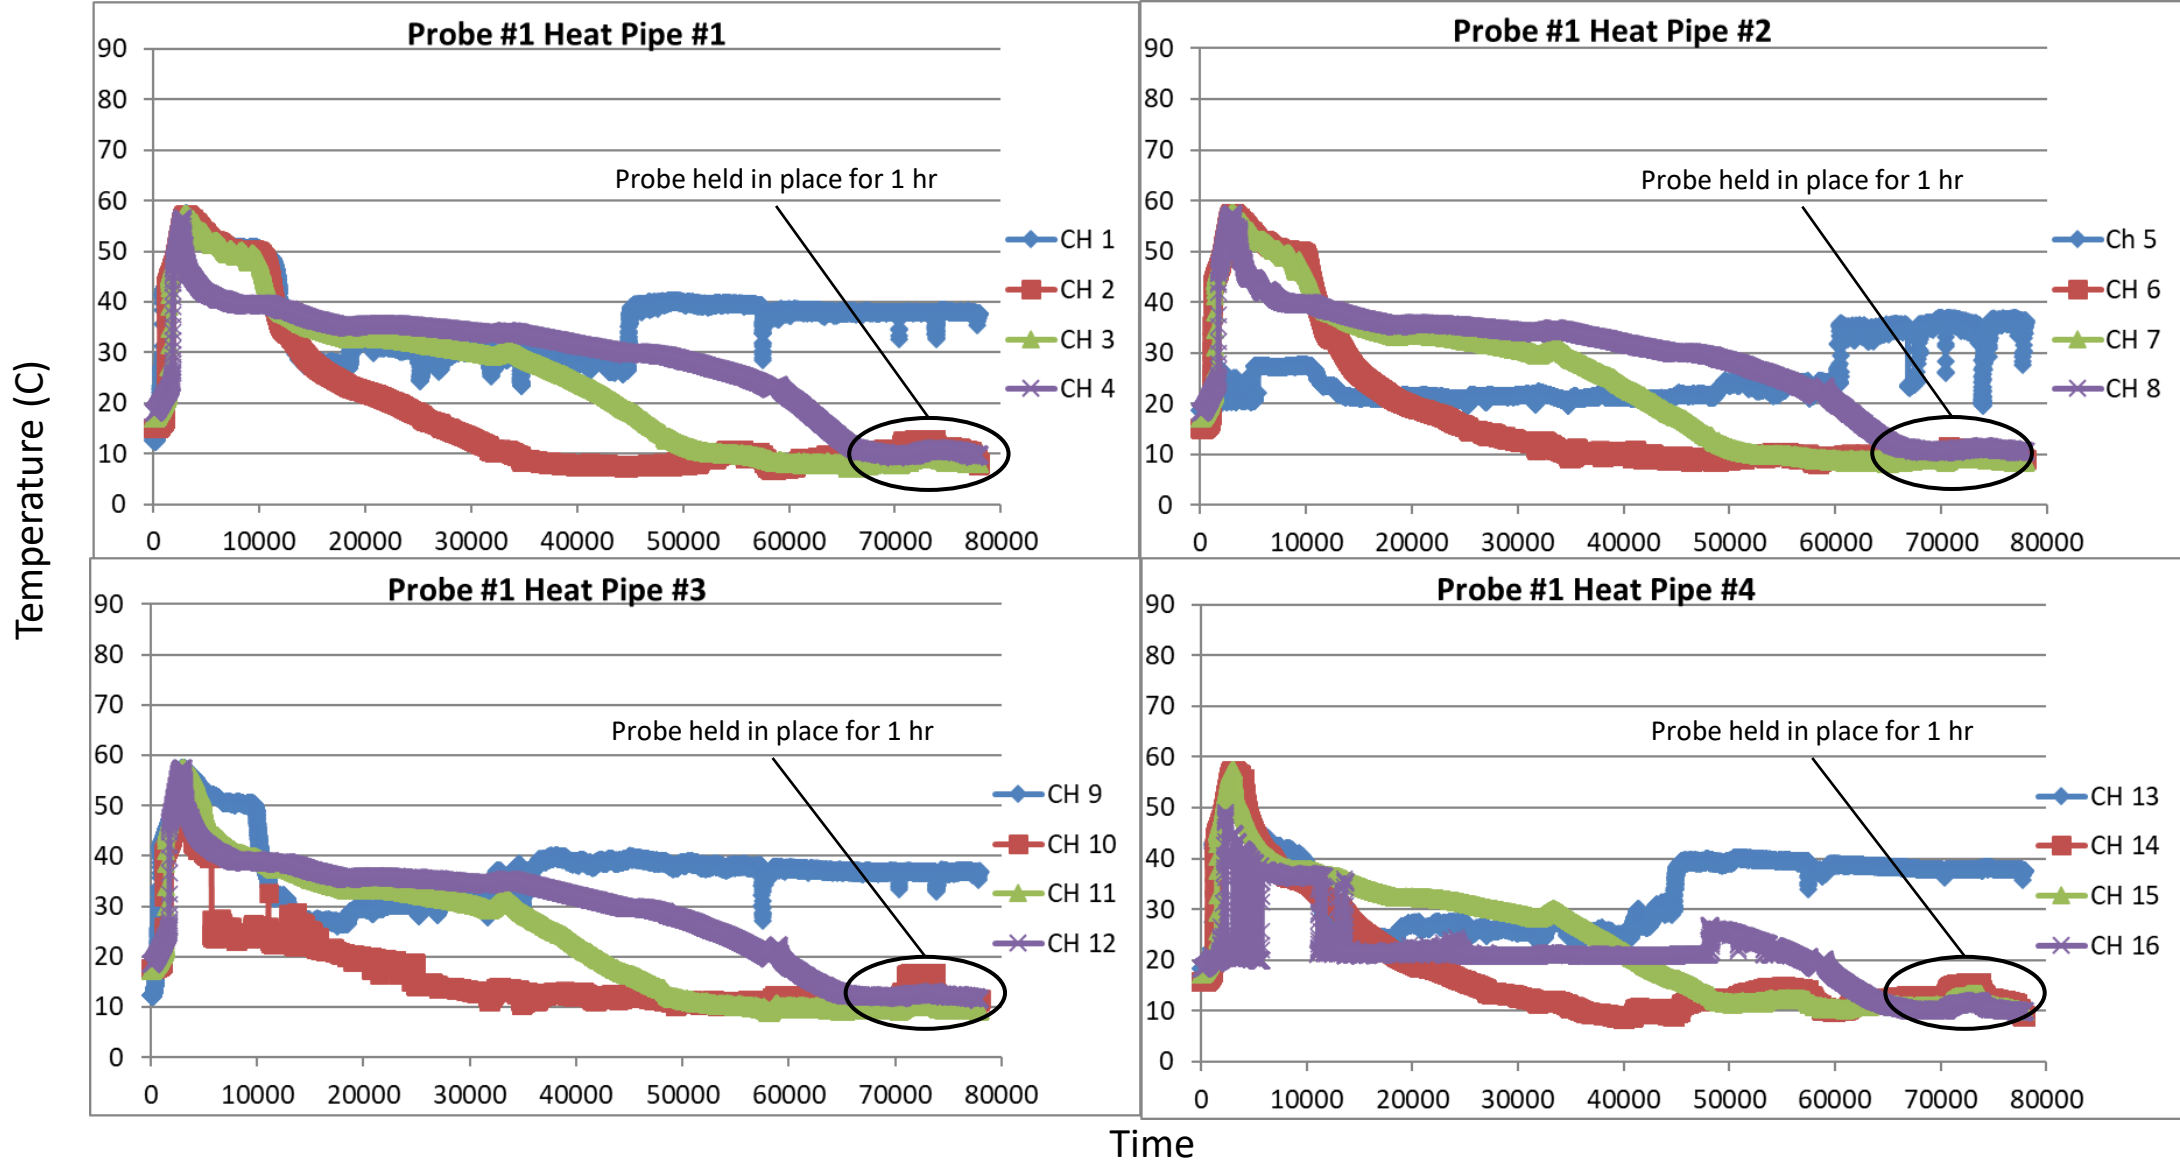 Temperature (C)
Probe #1 Heat Pipe #1
90
80
70
60
50
40
30
20
10
0
0 10000 20000 30000 40000 50000 60000 70000 80000
Probe held in place for 1 hr
CH 1
CH 2
CH 3
CH 4
Probe #1 Heat Pipe #2
90
80
70
60
50
40
30
20
10
0
0 10000 20000 30000 40000 50000 60000 70000 80000
Probe held in place for 1 hr
Ch 5
CH 6
CH 7
CH 8
Probe #1 Heat Pipe #3
90
80
70
60
50
40
30
20
10
0
0 10000 20000 30000 40000 50000 60000 70000 80000
Probe held in place for 1 hr
CH 9
CH 10
CH 11
CH 12
Probe #1 Heat Pipe #4
90
80
70
60
50
40
30
20
10
0
0 10000 20000 30000 40000 50000 60000 70000 80000
Probe held in place for 1 hr
CH 13
CH 14
CH 15
CH 16
Time